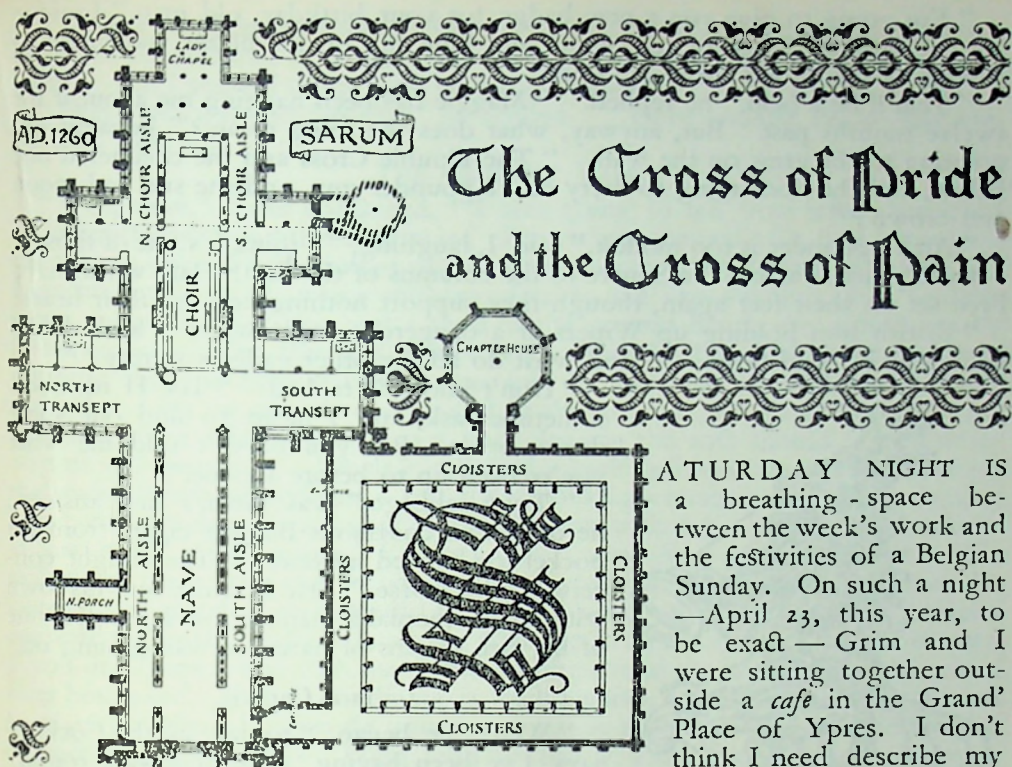 LADY
CHAPEL
AD.1260
SARUM
N. CHOIR AISLE
S. CHOIR AISLE
CHOIR
The Cross of Pride
and the Cross of Pain
CHAPTER HOUSE
NORTH
TRANSEPT
SOUTH
TRANSEPT
CLOISTERS
CLOISTERS
CLOISTERS
CLOISTERS
N. PORCH
NORTH AISLE
NAVE
SOUTH AISLE
S
ATURDAY NIGHT IS
a breathing-space be-
tween the week's work and
the festivities of a Belgian
Sunday. On such a night
—April 23, this year, to
be exact — Grim and I
were sitting together out-
side a café in the Grand'
Place of Ypres. I don't
think I need describe my